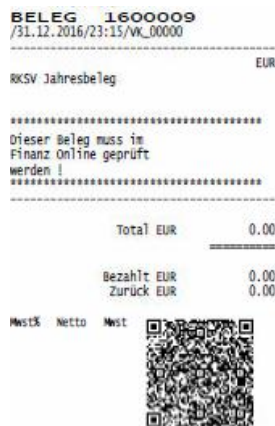 BELEG 1600009
/31.12.2016/23:15/VK_00000
EUR
RKSV Jahresbeleg
****************************************
Dieser Beleg muss im
Finanz Online geprüft
werden !
****************************************
Total EUR 0.00
Bezahlt EUR 0.00
Zurück EUR 0.00
Mwst% Netto Mwst